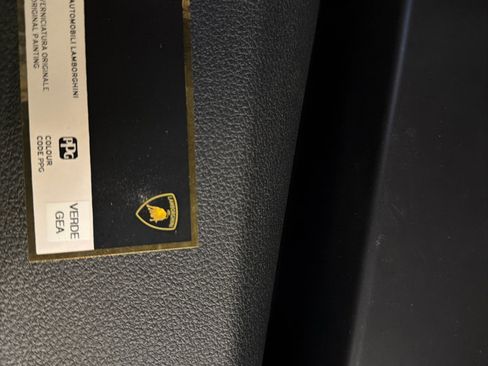 AUTOMOBILI LAMBORGHINI
VERNICIATURA ORIGINALE
ORIGINAL PAINTING
PPG
COLOUR
CODE PPG
VERDE
GEA
LAMBORGHINI